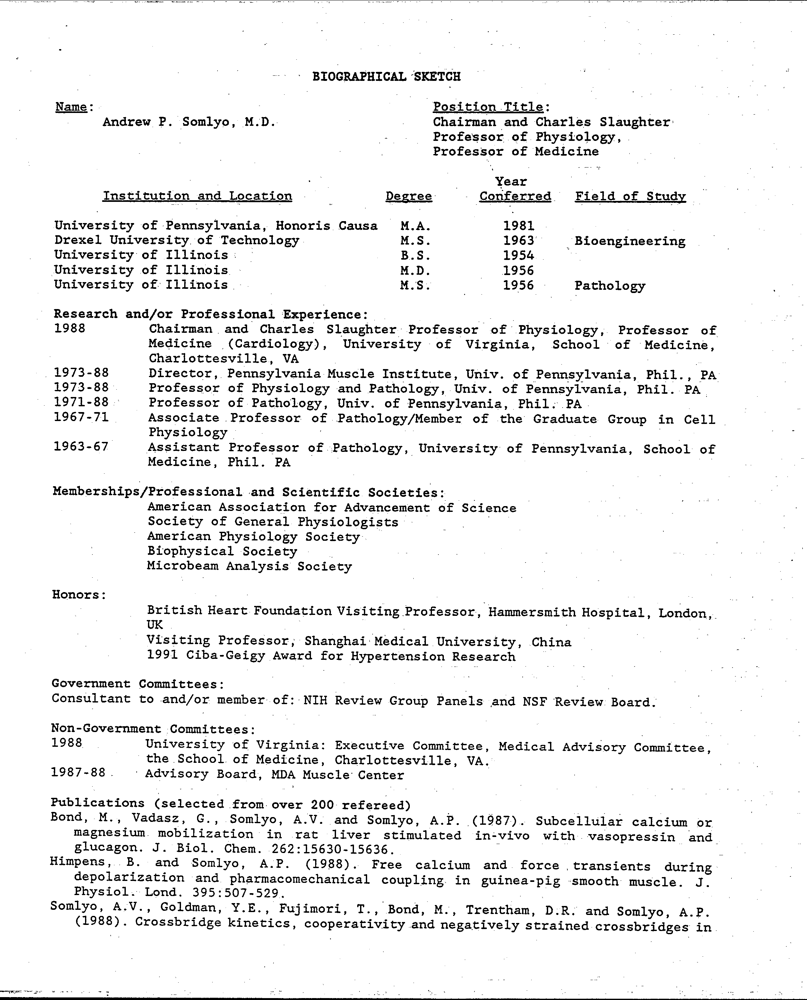 BIOGRAPHICAL SKETCH
Name: Position Title:
Andrew P. Somlyo, M.D. Chairman and Charles Slaughter
Professor of Physiology,
Professor of Medicine
Year
Institution and Location Degree Conferred Field of Study
University of Pennsylvania, Honoris Causa M.A. 1981
Drexel University of Technology M.S. 1963 Bioengineering
University of Illinois B.S. 1954
University of Illinois M.D. 1956
University of Illinois M.S. 1956 Pathology
Research and/or Professional Experience:
1988 Chairman and Charles Slaughter Professor of Physiology, Professor of
Medicine (Cardiology), University of Virginia, School of Medicine,
Charlottesville, VA
1973-88 Director, Pennsylvania Muscle Institute, Univ. of Pennsylvania, Phil., PA
1973-88 Professor of Physiology and Pathology, Univ. of Pennsylvania, Phil. PA
1971-88 Professor of Pathology, Univ. of Pennsylvania, Phil. PA
1967-71 Associate Professor of Pathology/Member of the Graduate Group in Cell
Physiology
1963-67 Assistant Professor of Pathology, University of Pennsylvania, School of
Medicine, Phil. PA
Memberships/Professional and Scientific Societies:
American Association for Advancement of Science
Society of General Physiologists
American Physiology Society
Biophysical Society
Microbeam Analysis Society
Honors:
British Heart Foundation Visiting Professor, Hammersmith Hospital, London,
UK
Visiting Professor, Shanghai Medical University, China
1991 Ciba-Geigy Award for Hypertension Research
Government Committees:
Consultant to and/or member of: NIH Review Group Panels and NSF Review Board.
Non-Government Committees:
1988 University of Virginia: Executive Committee, Medical Advisory Committee,
the School of Medicine, Charlottesville, VA.
1987-88 Advisory Board, MDA Muscle Center
Publications (selected from over 200 refereed)
Bond, M., Vadasz, G., Somlyo, A.V. and Somlyo, A.P. (1987). Subcellular calcium or
magnesium mobilization in rat liver stimulated in-vivo with vasopressin and
glucagon. J. Biol. Chem. 262:15630-15636.
Himpens, B. and Somlyo, A.P. (1988). Free calcium and force transients during
depolarization and pharmacomechanical coupling in guinea-pig smooth muscle. J.
Physiol. Lond. 395:507-529.
Somlyo, A.V., Goldman, Y.E., Fujimori, T., Bond, M., Trentham, D.R. and Somlyo, A.P.
(1988). Crossbridge kinetics, cooperativity and negatively strained crossbridges in